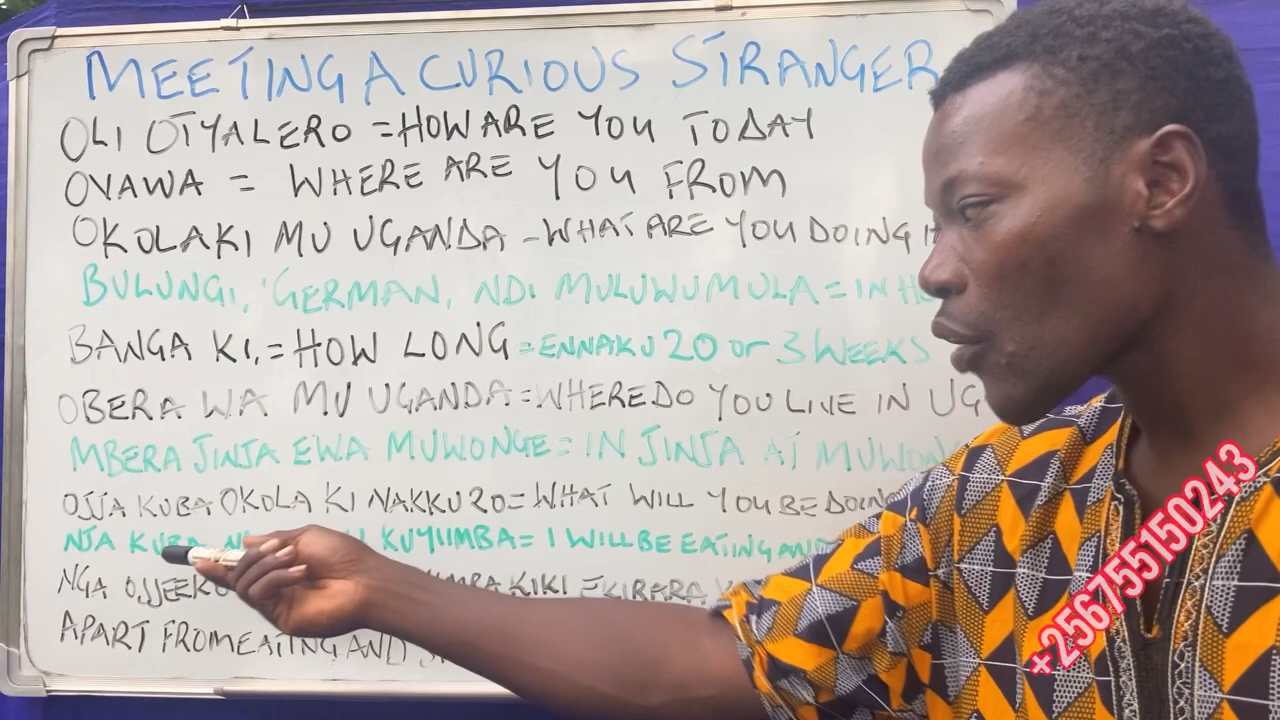 MEETING A CURIOUS STRANGER
OLI OTYALERO = HOW ARE YOU TODAY
OVAWA = WHERE ARE YOU FROM
OKOLAKI MU UGANDA - WHAT ARE YOU DOING
BULUNGI, GERMAN, NDI MULUWUMULA = IN
BANGA KI, = HOW LONG = ENNAKU 20 or 3 WEEKS
OBERA WA MU UGANDA = WHERE DO YOU LIVE IN UG
MBERA JINJA EWA MUWONGE = IN JINJA AT MUWONG
OJJA KUBA OKOLA KI NAKKU 20 = WHAT WILL YOU BE DOING
NJA KUBA KUYIIMBA = I WILL BE EATING AND
NGA OJJEEKO KIKI = EKIRARA
APART FROM EATING AND
+256755150243